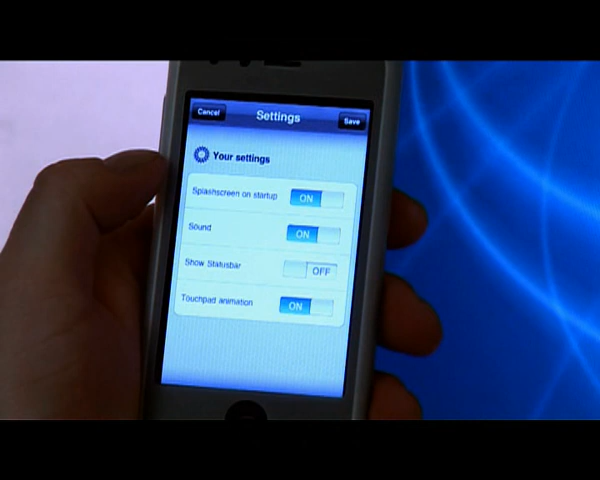 Cancel
Settings
Save
Your settings
Splashscreen on startup
ON
Sound
ON
Show Statusbar
OFF
Touchpad animation
ON